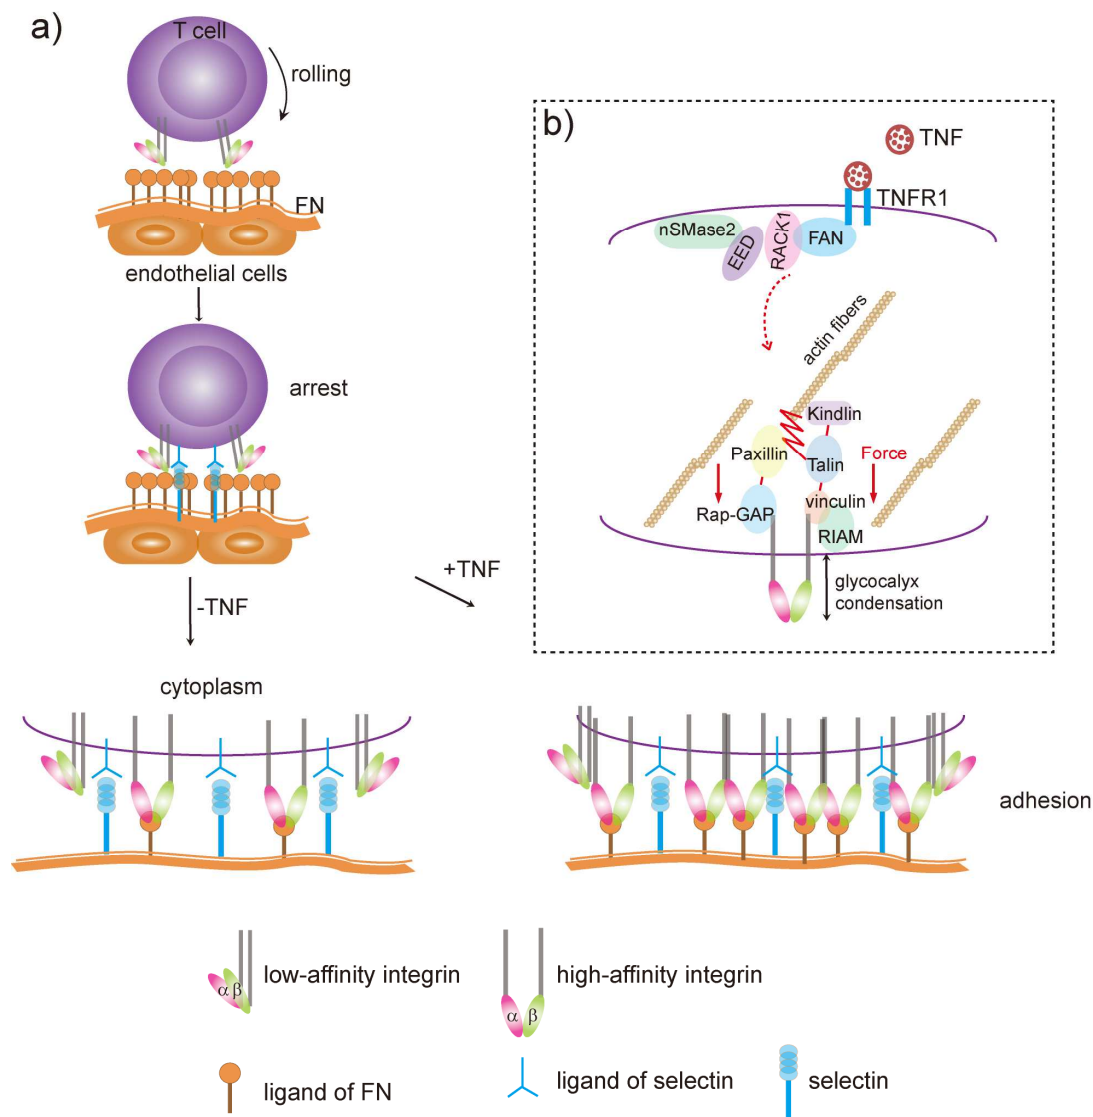 a)
T cell
rolling
FN
endothelial cells
arrest
-TNF
+TNF
b)
TNF
TNFR1
nSMase2
EED
RACK1
FAN
actin fibers
Kindlin
Paxillin
Talin
Force
Rap-GAP
vinculin
RIAM
glycocalyx
condensation
cytoplasm
adhesion
α β
low-affinity integrin
α β
high-affinity integrin
ligand of FN
ligand of selectin
selectin